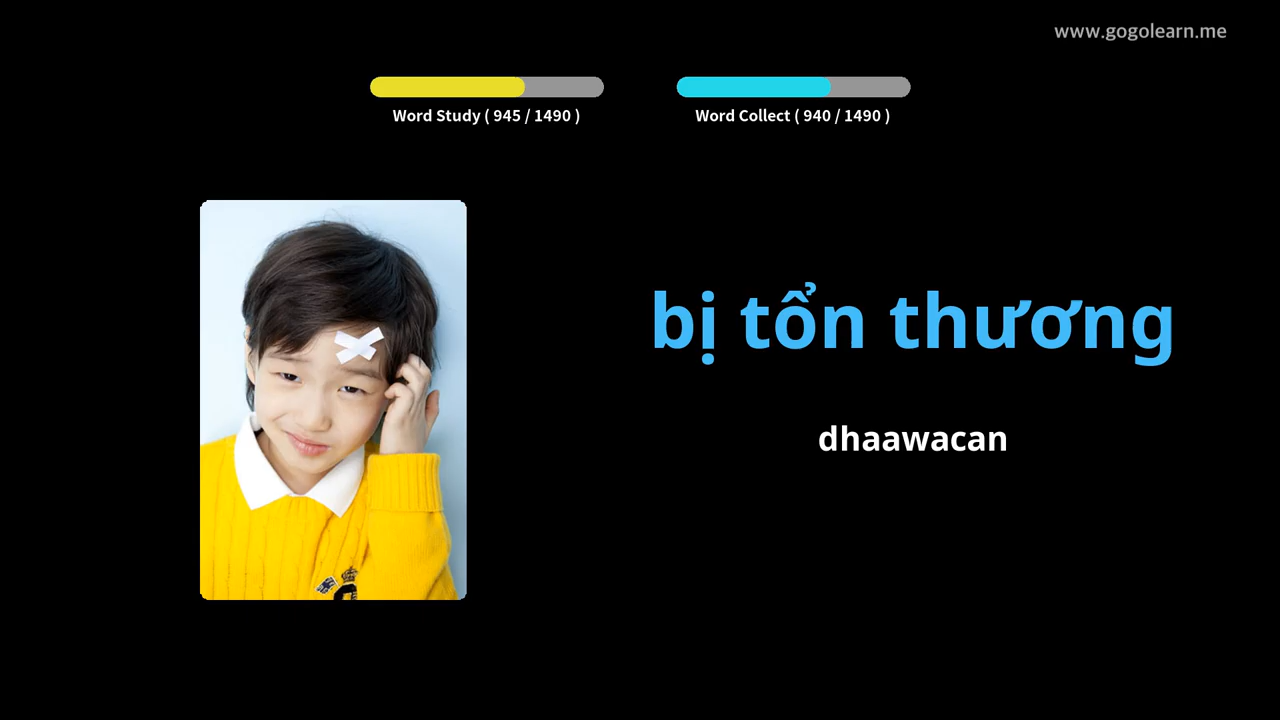 www.gogolearn.me
Word Study ( 945 / 1490 )
Word Collect ( 940 / 1490 )
bị tổn thương
dhaawacan